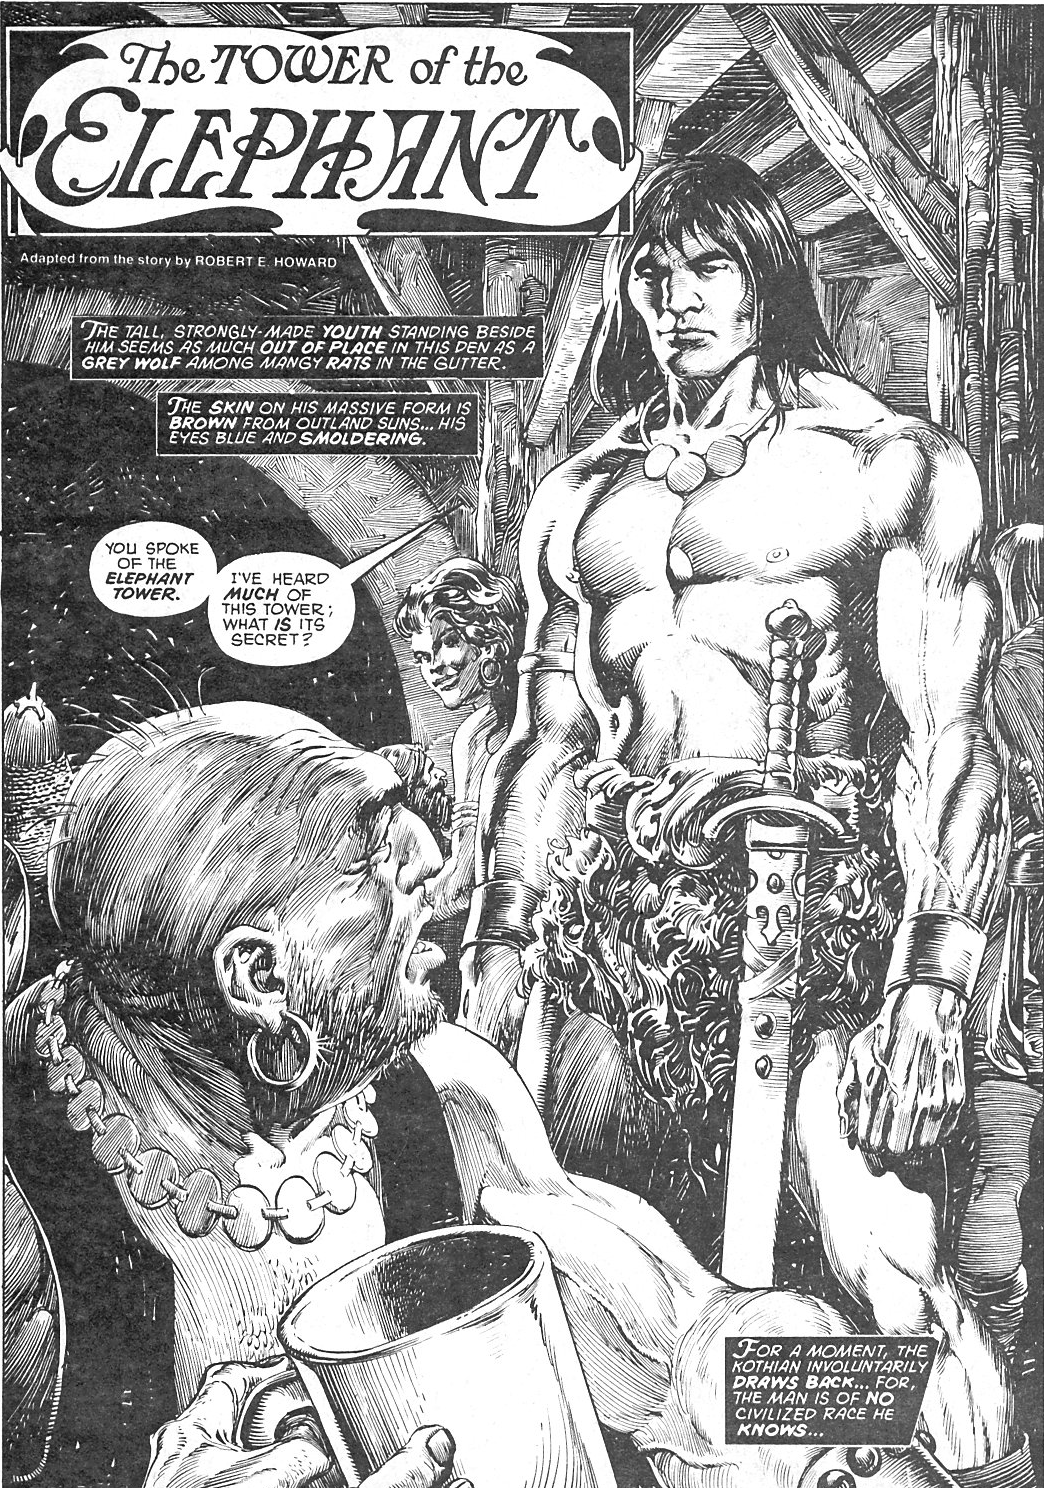 The TOWER of the
ELEPHANT
Adapted from the story by ROBERT E. HOWARD
THE TALL, STRONGLY-MADE YOUTH STANDING BESIDE
HIM SEEMS AS MUCH OUT OF PLACE IN THIS DEN AS A
GREY WOLF AMONG MANGY RATS IN THE GUTTER.
THE SKIN ON HIS MASSIVE FORM IS
BROWN FROM OUTLAND SUNS... HIS
EYES BLUE AND SMOLDERING.
YOU SPOKE
OF THE
ELEPHANT
TOWER.
I'VE HEARD
MUCH OF
THIS TOWER;
WHAT IS ITS
SECRET?
FOR A MOMENT, THE
KOTHIAN INVOLUNTARILY
DRAWS BACK... FOR,
THE MAN IS OF NO
CIVILIZED RACE HE
KNOWS...